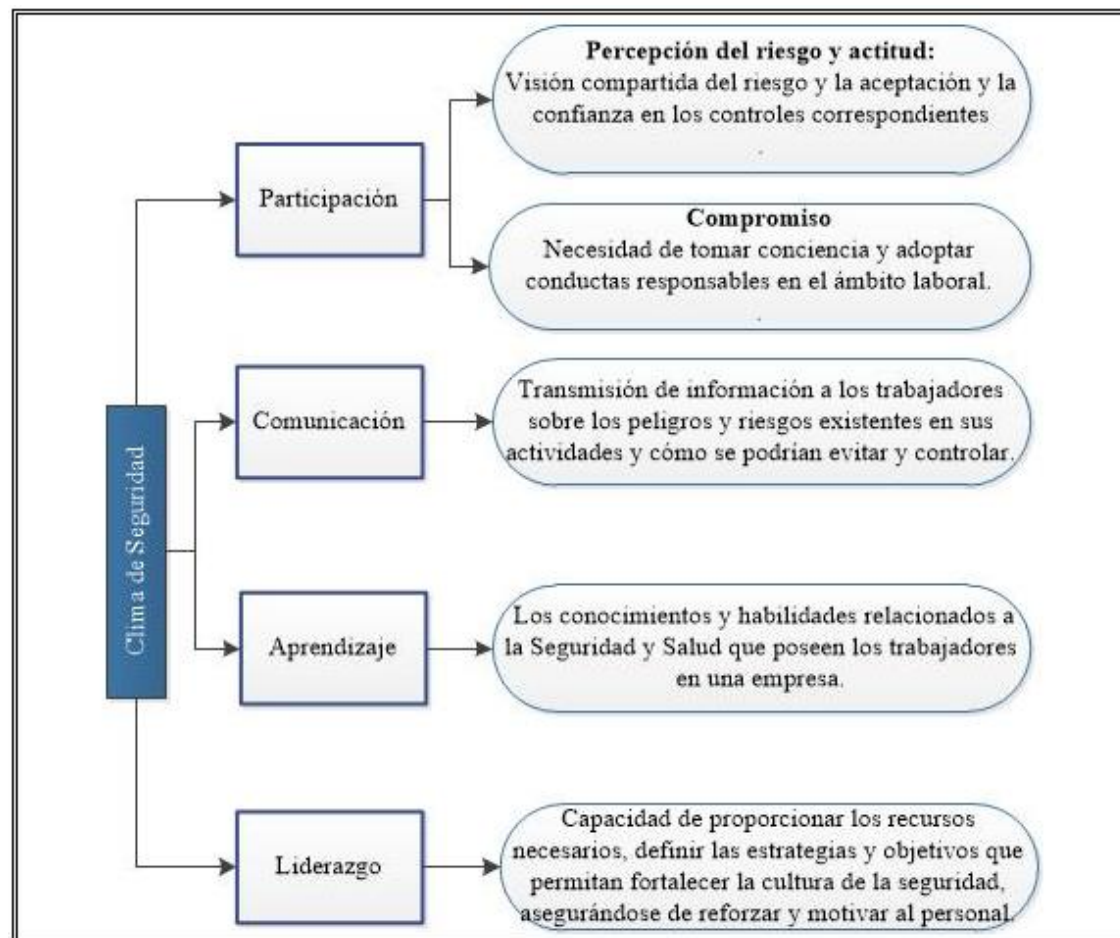 Percepción del riesgo y actitud:
Visión compartida del riesgo y la aceptación y la
confianza en los controles correspondientes
.
Participación
Compromiso
Necesidad de tomar conciencia y adoptar
conductas responsables en el ámbito laboral.
.
Comunicación
Transmisión de información a los trabajadores
sobre los peligros y riesgos existentes en sus
actividades y cómo se podrían evitar y controlar.
Clima de Seguridad
Aprendizaje
Los conocimientos y habilidades relacionados a
la Seguridad y Salud que poseen los trabajadores
en una empresa.
Liderazgo
Capacidad de proporcionar los recursos
necesarios, definir las estrategias y objetivos que
permitan fortalecer la cultura de la seguridad,
asegurándose de reforzar y motivar al personal.